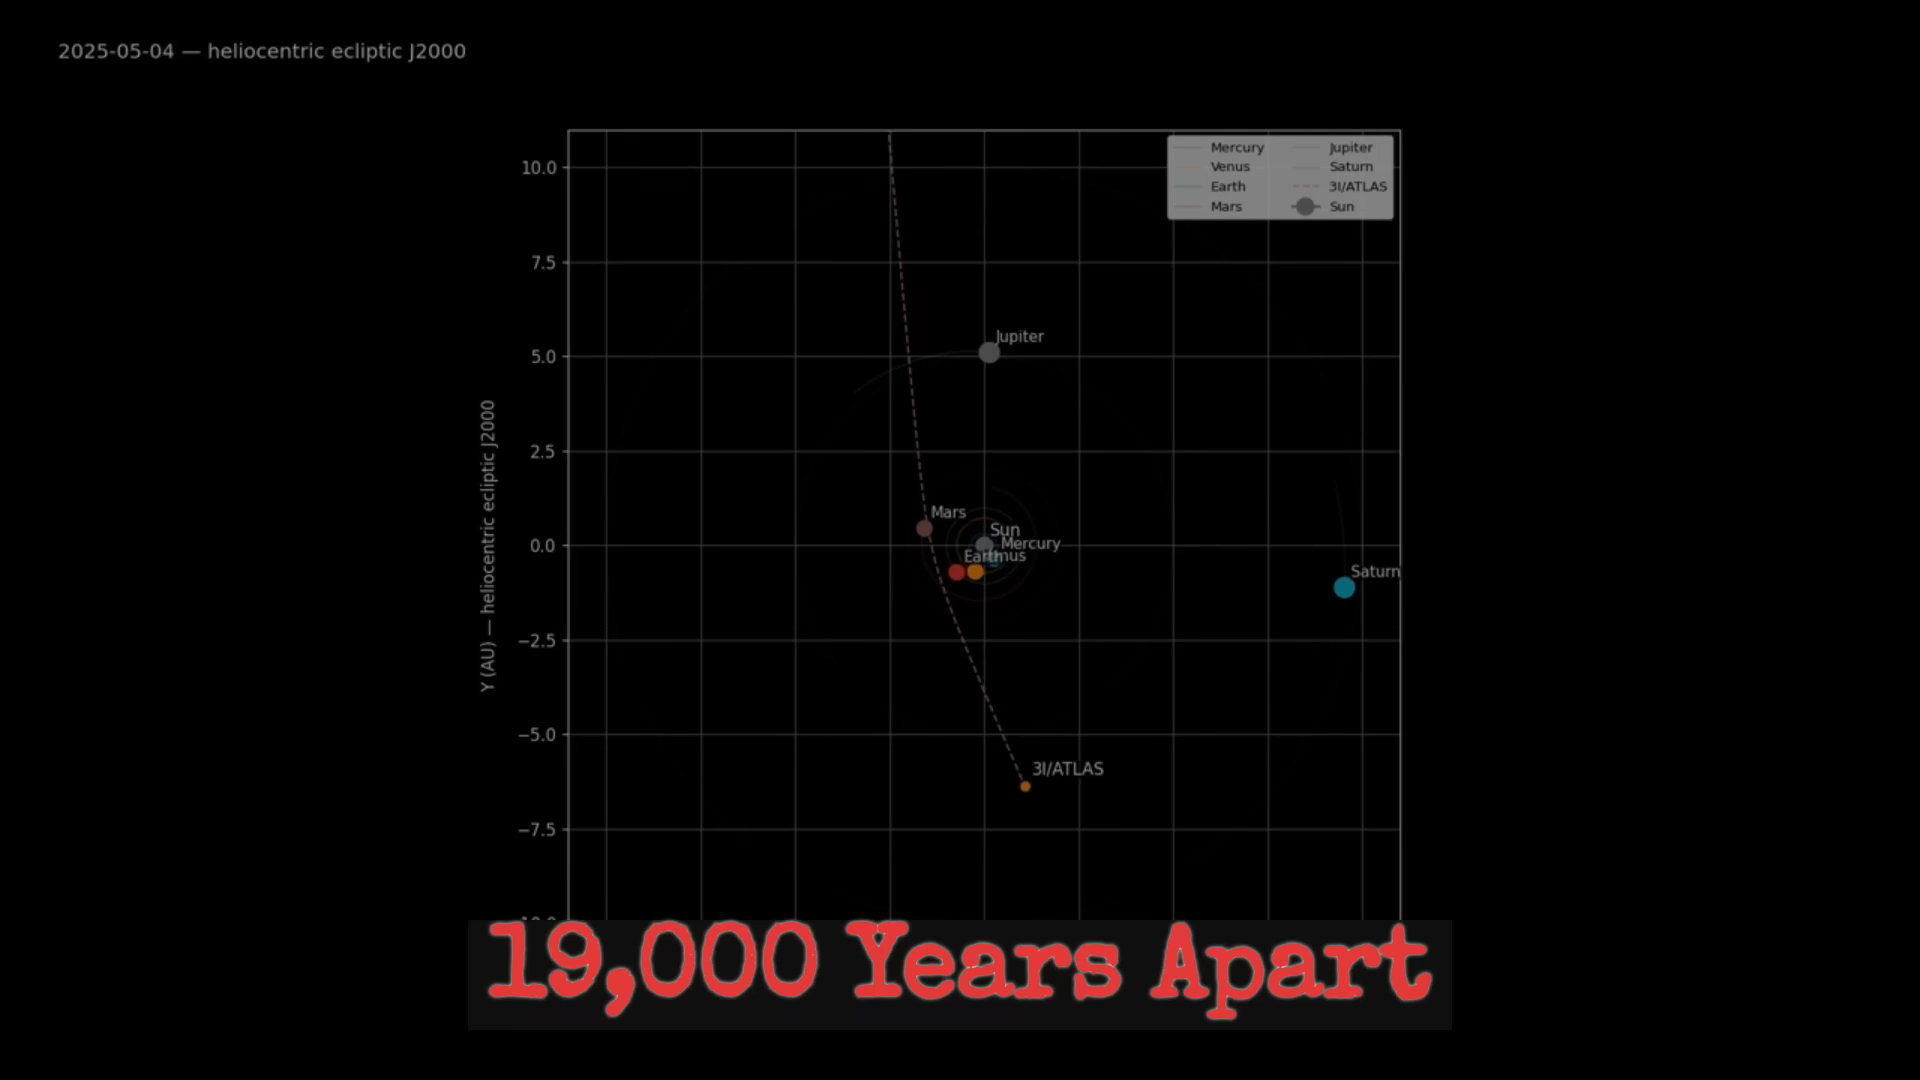 2025-05-04 — heliocentric ecliptic J2000
Mercury
Venus
Earth
Mars
Jupiter
Saturn
3I/ATLAS
Sun
10.0
7.5
5.0
2.5
0.0
−2.5
−5.0
−7.5
Y (AU) — heliocentric ecliptic J2000
Jupiter
Mars
Sun
Mercury
Earth
Saturn
3I/ATLAS
19,000 Years Apart